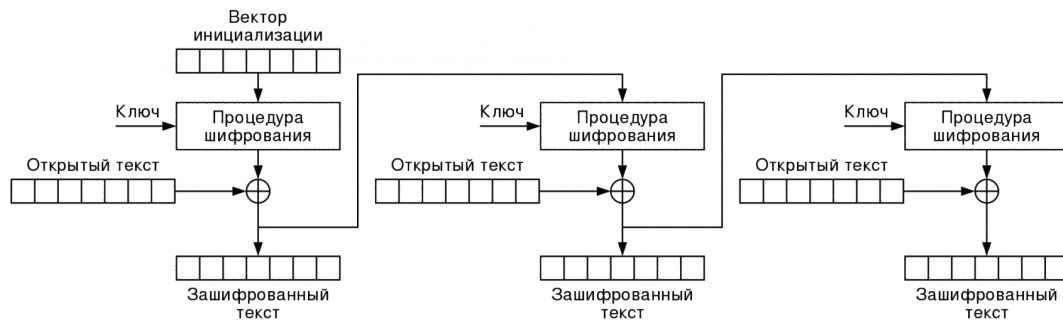 Вектор
инициализации
Ключ
Процедура
шифрования
Ключ
Процедура
шифрования
Ключ
Процедура
шифрования
Открытый текст
Открытый текст
Открытый текст
Зашифрованный
текст
Зашифрованный
текст
Зашифрованный
текст